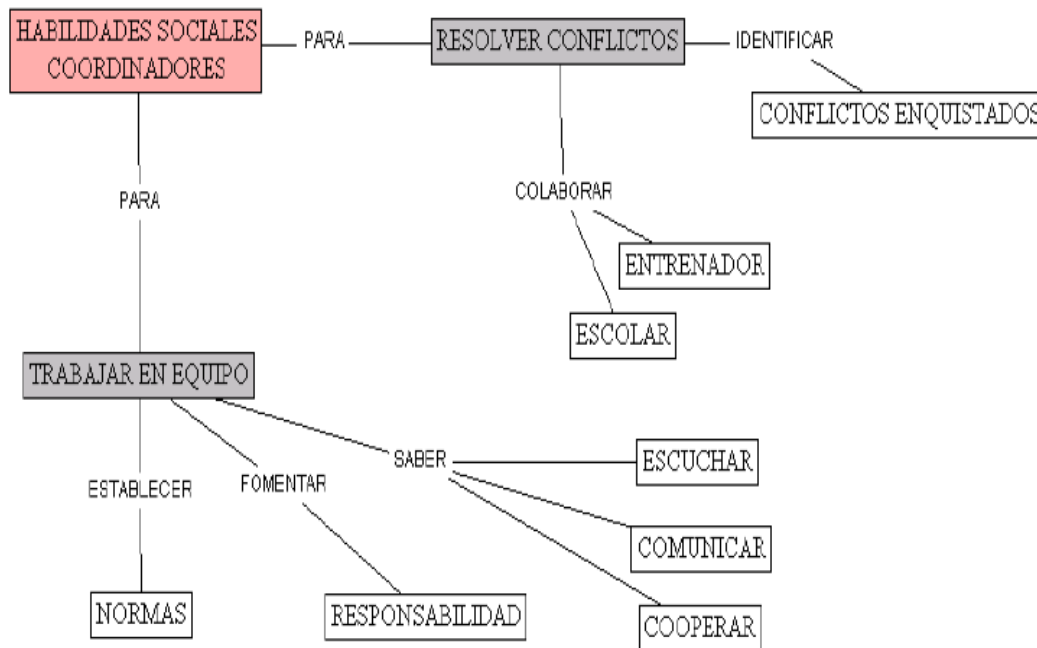 HABILIDADES SOCIALES
COORDINADORES
PARA
RESOLVER CONFLICTOS
IDENTIFICAR
CONFLICTOS ENQUISTADOS
COLABORAR
PARA
ENTRENADOR
ESCOLAR
TRABAJAR EN EQUIPO
SABER
ESCUCHAR
ESTABLECER
FOMENTAR
COMUNICAR
NORMAS
RESPONSABILIDAD
COOPERAR